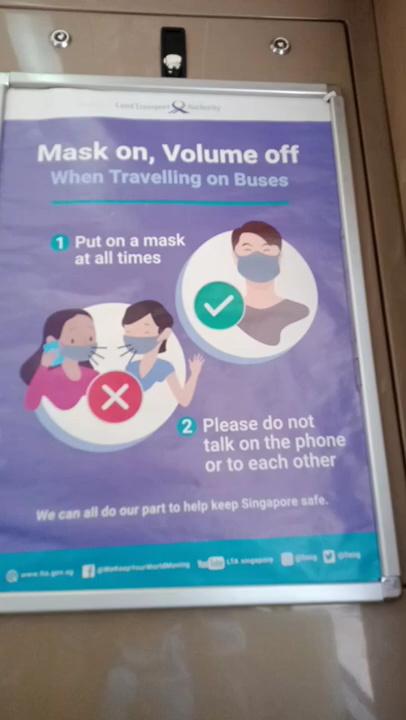 Land Transport Authority
Mask on, Volume off
When Travelling on Buses
1 Put on a mask
at all times
2 Please do not
talk on the phone
or to each other
We can all do our part to help keep Singapore safe.
www.lta.gov.sg @WeKeepYourWorldMoving YouTube LTA singapore @ltasg @ltasg